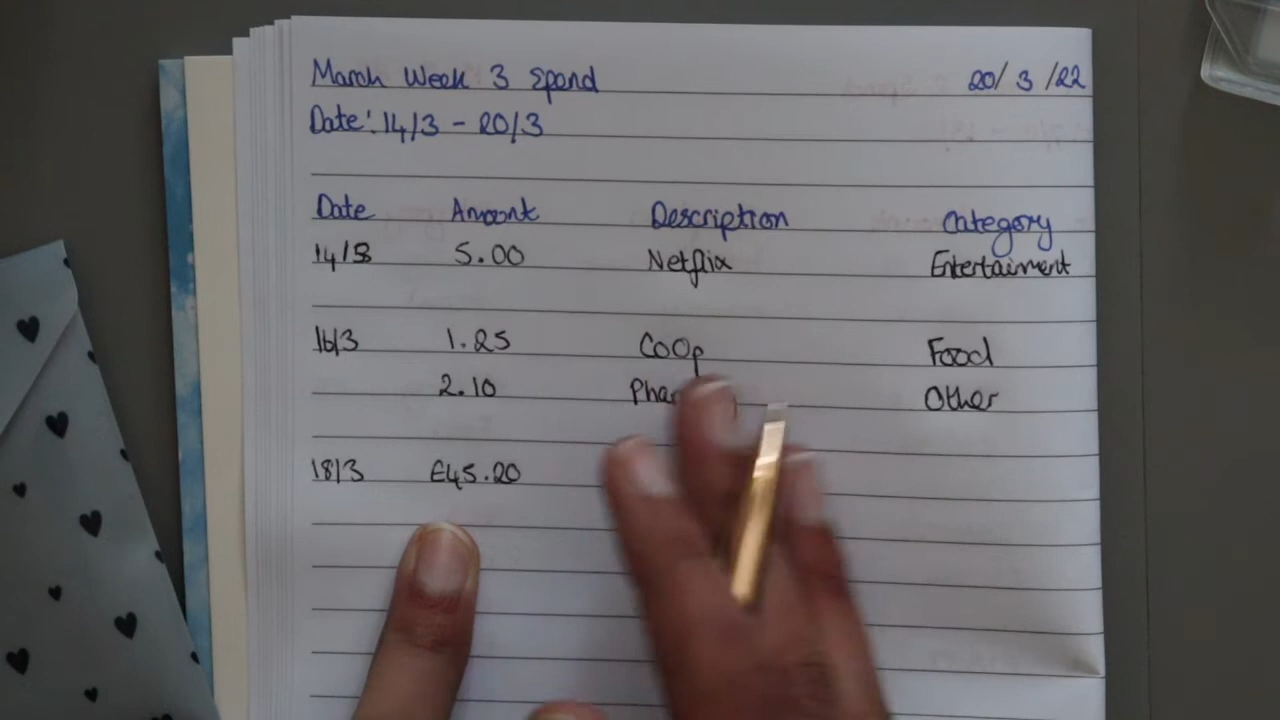 March Week 3 Spend 20/3/22
Date: 14/3 - 20/3
Date Amount Description Category
14/3 5.00 Netflix Entertainment
16/3 1.25 CoOp Food
2.10 Other
18/3 £45.20